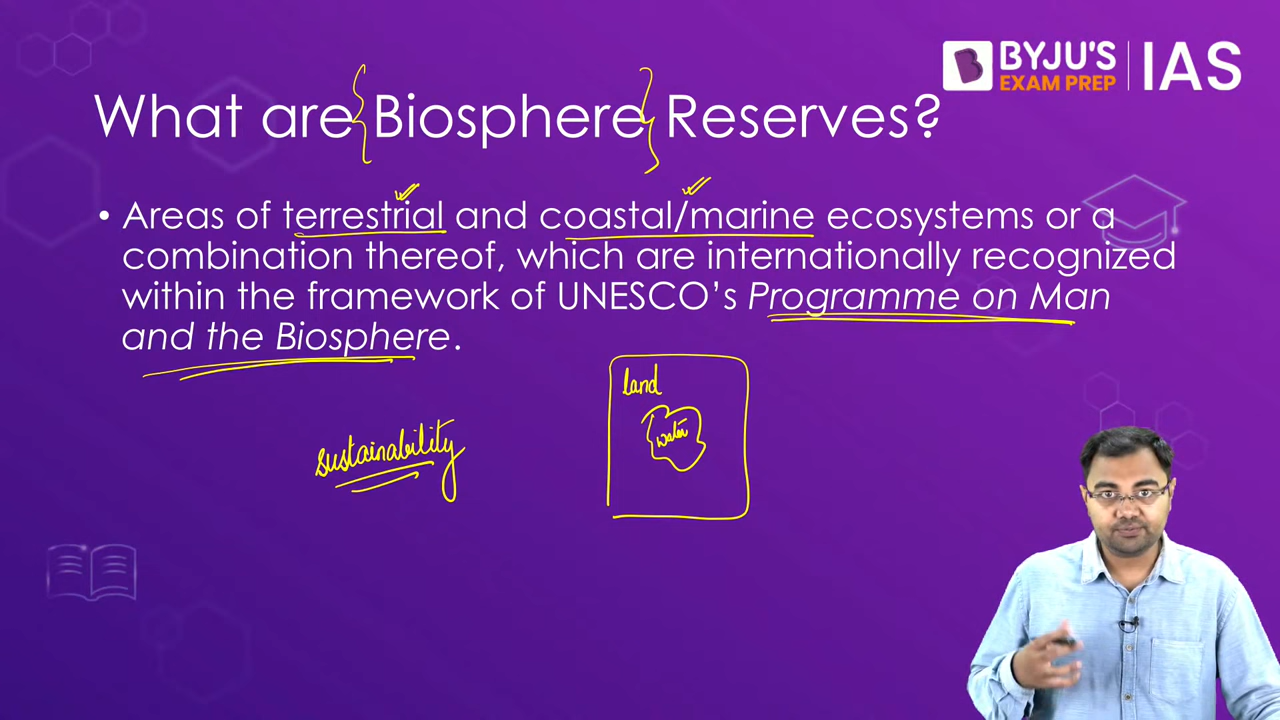 BYJU'S
EXAM PREP
IAS
What are Biosphere Reserves?
• Areas of terrestrial and coastal/marine ecosystems or a
combination thereof, which are internationally recognized
within the framework of UNESCO's Programme on Man
and the Biosphere.
land
water
sustainability